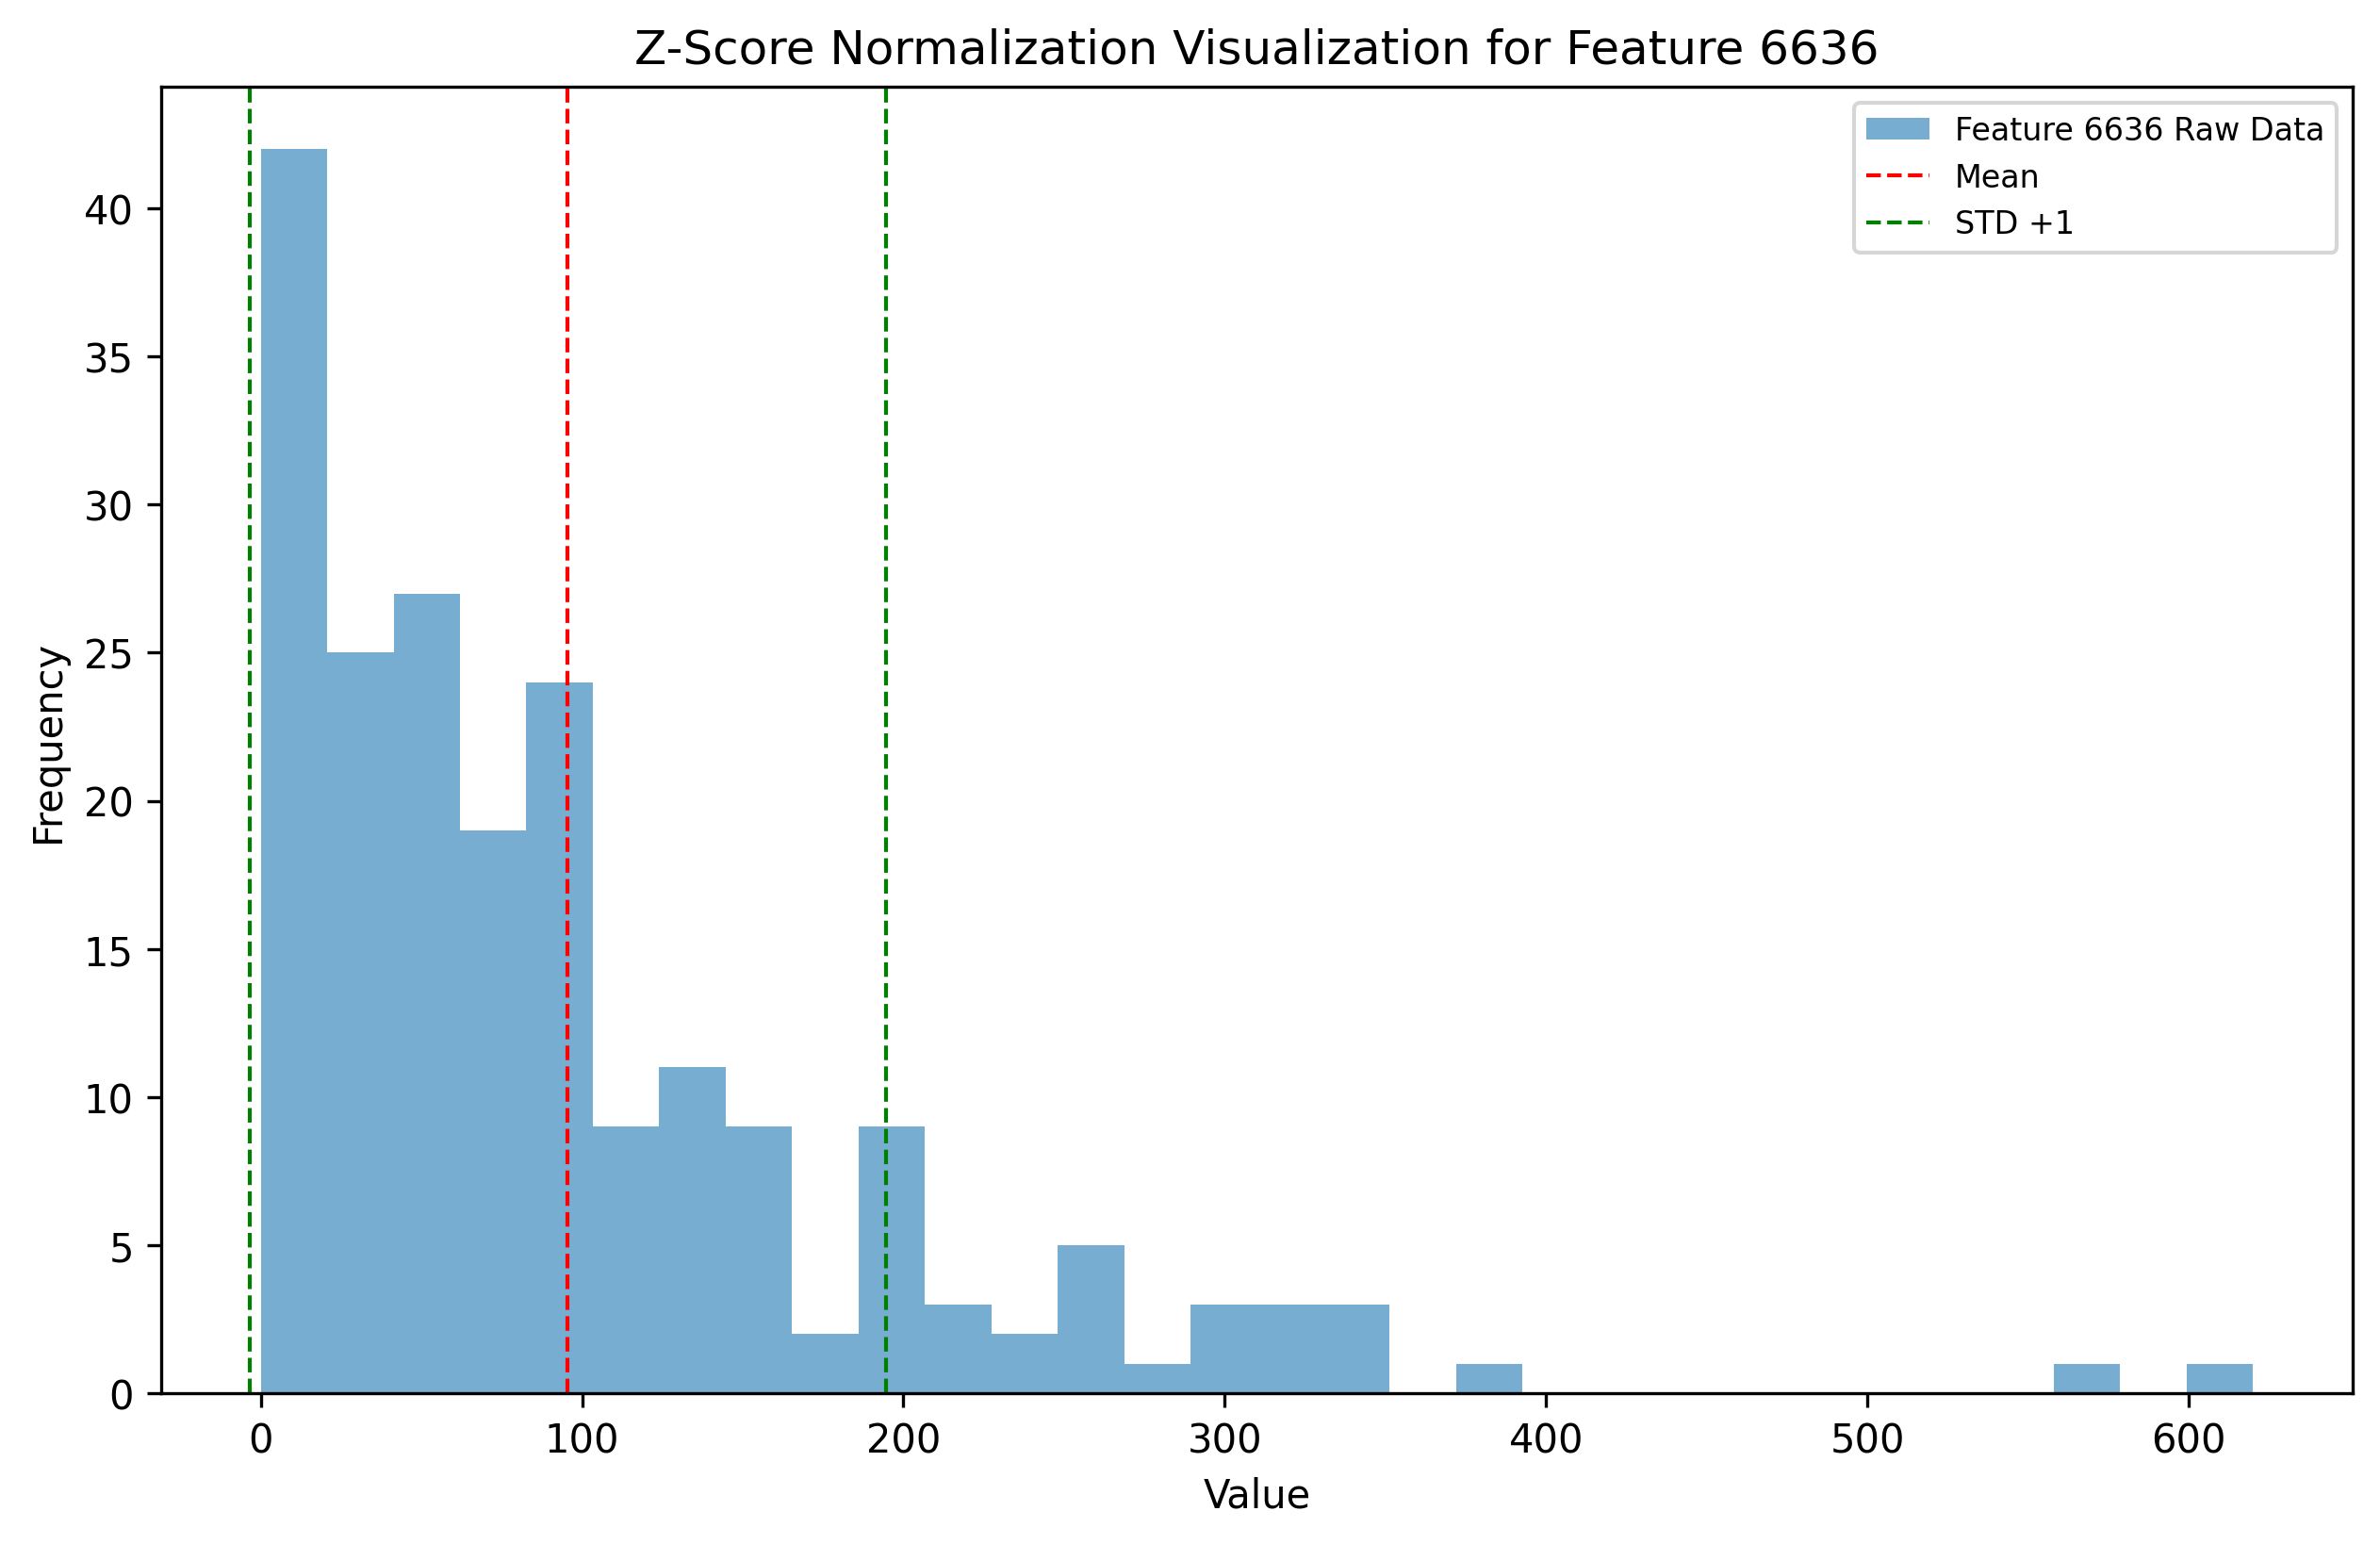 Z-Score Normalization Visualization for Feature 6636
Feature 6636 Raw Data
Mean
STD +1
Frequency
40
35
30
25
20
15
10
5
0
0 100 200 300 400 500 600
Value